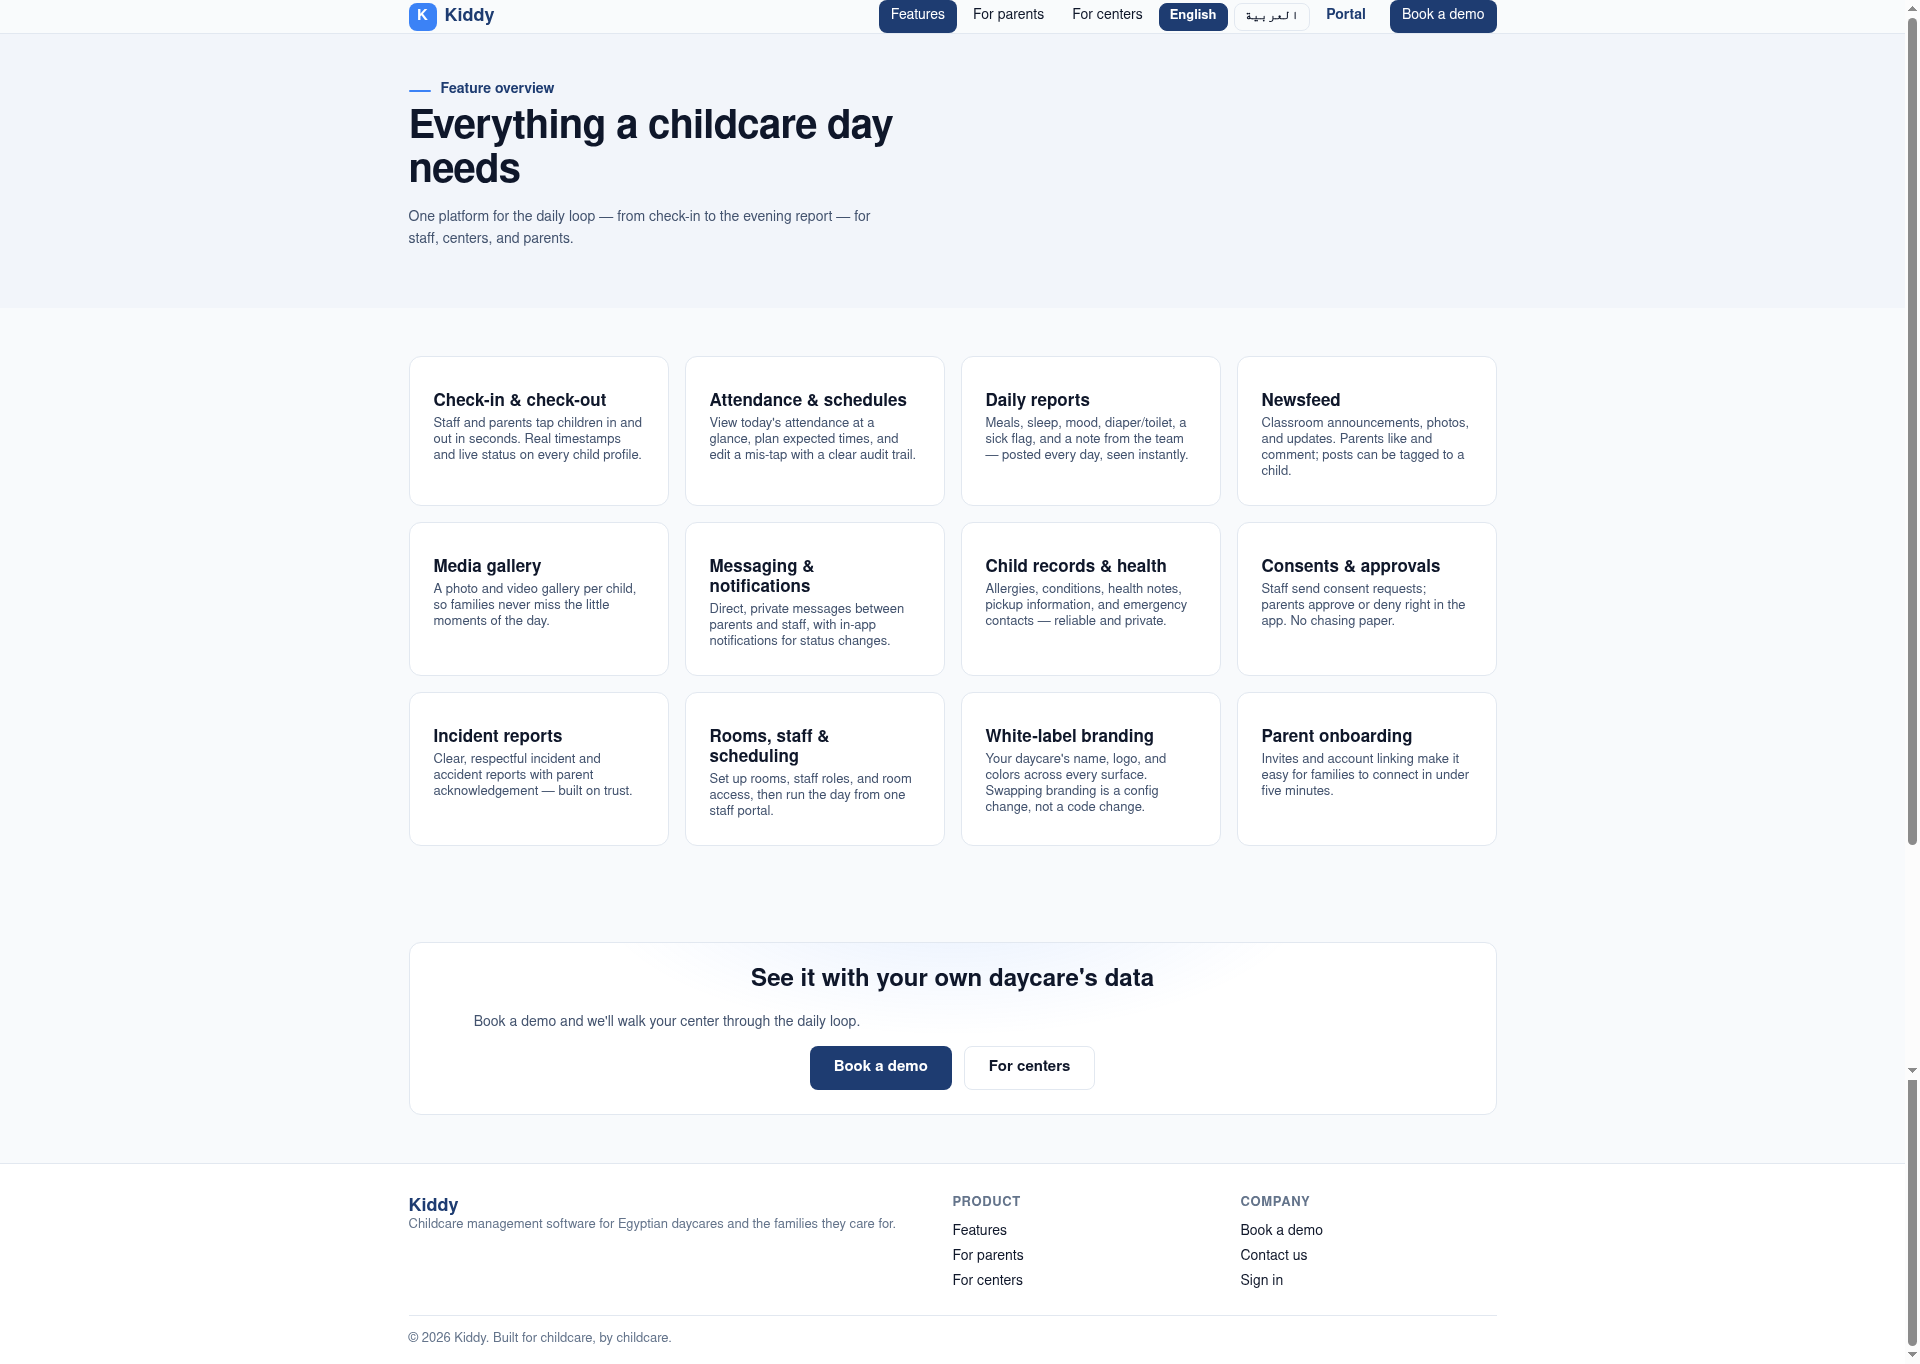 K Kiddy
Features
For parents
For centers
English
العربية
Portal
Book a demo
Feature overview
Everything a childcare day
needs
One platform for the daily loop — from check-in to the evening report — for
staff, centers, and parents.
Check-in & check-out
Staff and parents tap children in and
out in seconds. Real timestamps
and live status on every child profile.
Attendance & schedules
View today's attendance at a
glance, plan expected times, and
edit a mis-tap with a clear audit trail.
Daily reports
Meals, sleep, mood, diaper/toilet, a
sick flag, and a note from the team
— posted every day, seen instantly.
Newsfeed
Classroom announcements, photos,
and updates. Parents like and
comment; posts can be tagged to a
child.
Media gallery
A photo and video gallery per child,
so families never miss the little
moments of the day.
Messaging &
notifications
Direct, private messages between
parents and staff, with in-app
notifications for status changes.
Child records & health
Allergies, conditions, health notes,
pickup information, and emergency
contacts — reliable and private.
Consents & approvals
Staff send consent requests;
parents approve or deny right in the
app. No chasing paper.
Incident reports
Clear, respectful incident and
accident reports with parent
acknowledgement — built on trust.
Rooms, staff &
scheduling
Set up rooms, staff roles, and room
access, then run the day from one
staff portal.
White-label branding
Your daycare's name, logo, and
colors across every surface.
Swapping branding is a config
change, not a code change.
Parent onboarding
Invites and account linking make it
easy for families to connect in under
five minutes.
See it with your own daycare's data
Book a demo and we'll walk your center through the daily loop.
Book a demo
For centers
Kiddy
Childcare management software for Egyptian daycares and the families they care for.
PRODUCT
Features
For parents
For centers
COMPANY
Book a demo
Contact us
Sign in
© 2026 Kiddy. Built for childcare, by childcare.